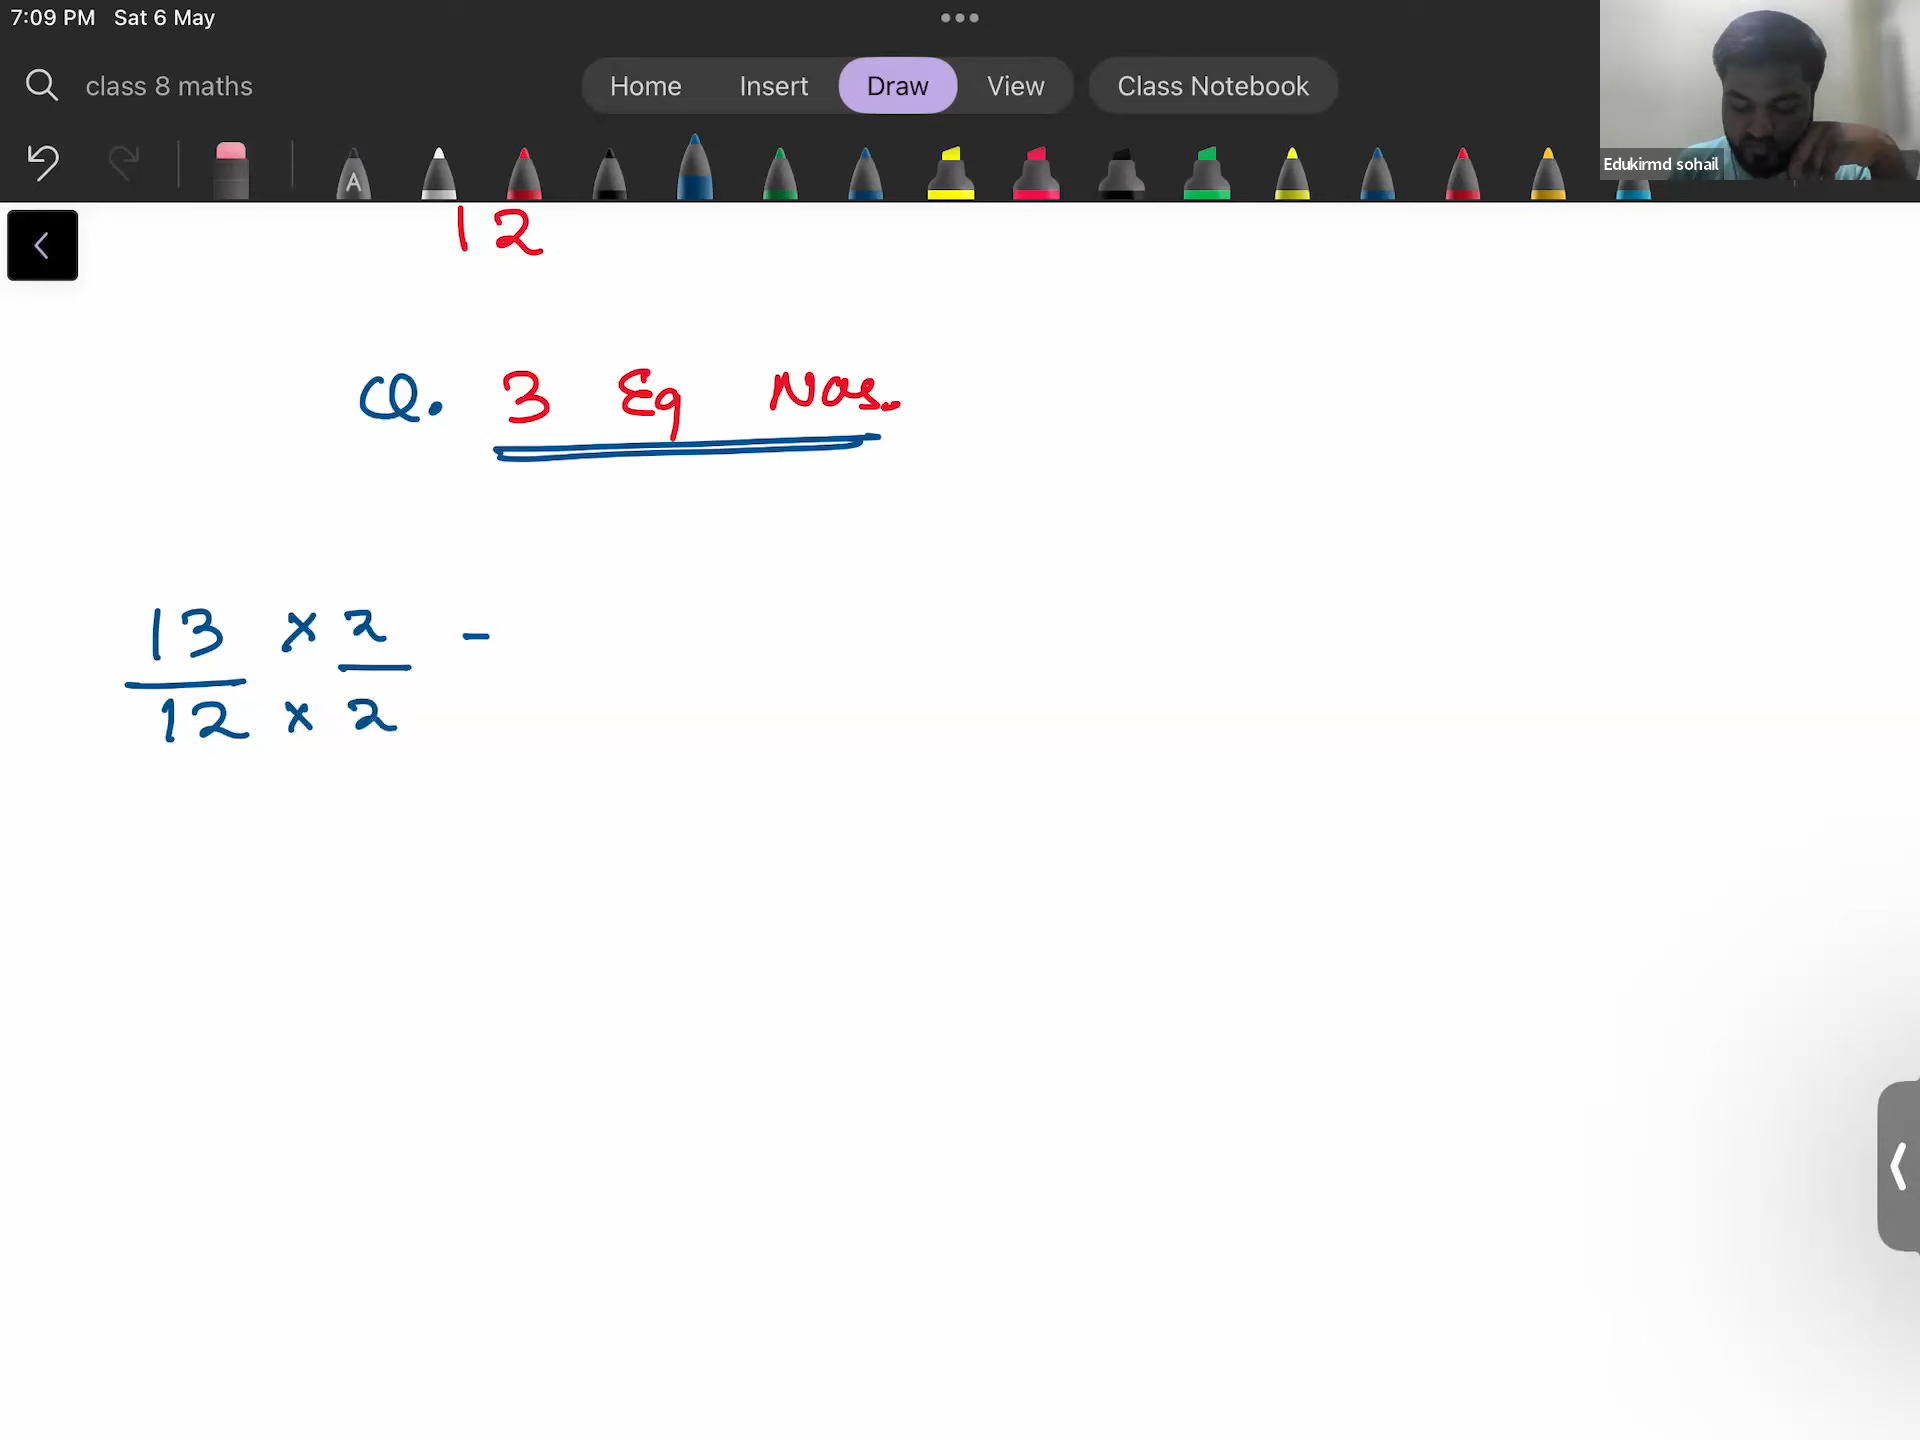 7:09 PM Sat 6 May
class 8 maths
Home Insert Draw View Class Notebook
A
Edukirmd sohail
12
Q. 3 Eq Nos.
13 × 2 -
12 × 2